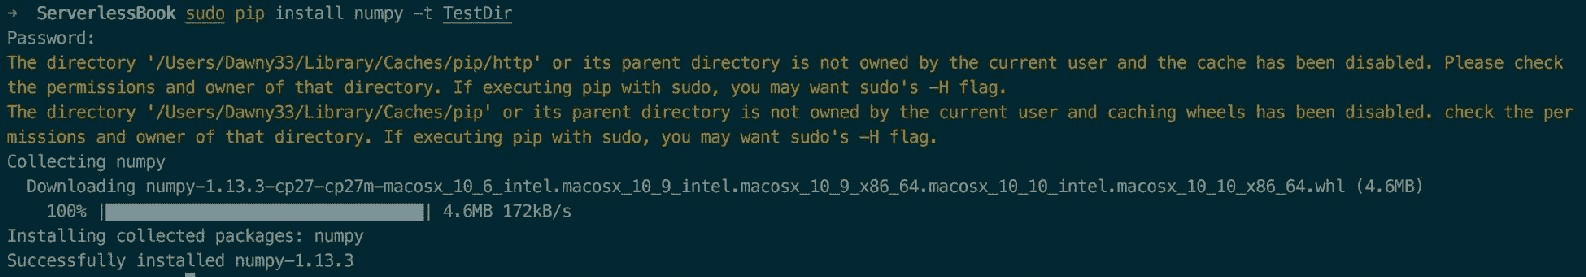 → ServerlessBook sudo pip install numpy -t TestDir
Password:
The directory '/Users/Dawny33/Library/Caches/pip/http' or its parent directory is not owned by the current user and the cache has been disabled. Please check
the permissions and owner of that directory. If executing pip with sudo, you may want sudo's -H flag.
The directory '/Users/Dawny33/Library/Caches/pip' or its parent directory is not owned by the current user and caching wheels has been disabled. check the per
missions and owner of that directory. If executing pip with sudo, you may want sudo's -H flag.
Collecting numpy
Downloading numpy-1.13.3-cp27-cp27m-macosx_10_6_intel.macosx_10_9_intel.macosx_10_9_x86_64.macosx_10_10_intel.macosx_10_10_x86_64.whl (4.6MB)
100% |████████████████████████████████| 4.6MB 172kB/s
Installing collected packages: numpy
Successfully installed numpy-1.13.3